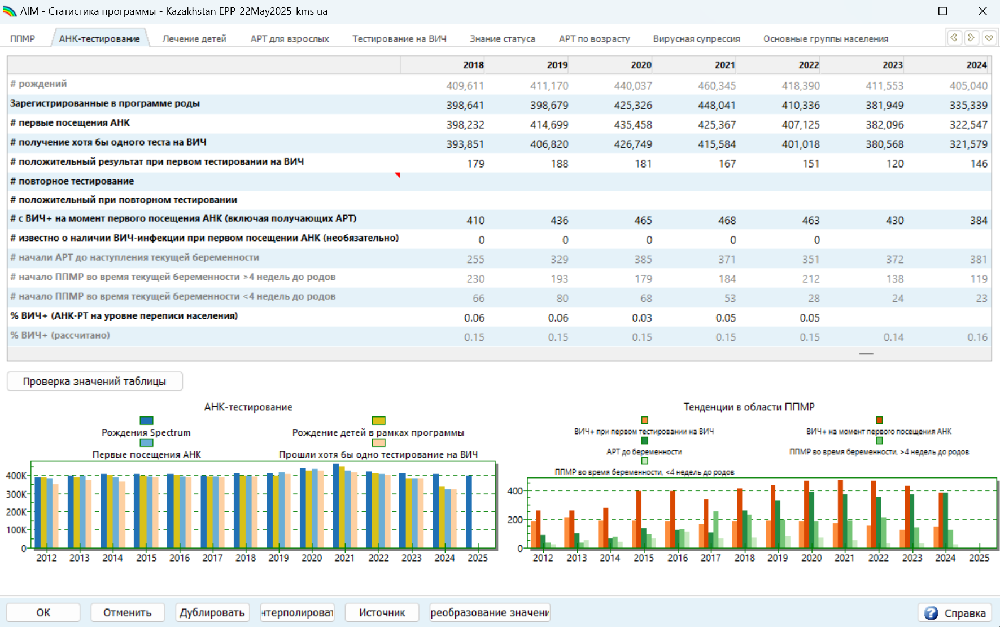 AIM - Статистика программы - Kazakhstan EPP_22May2025_kms ua
ППМР АНК-тестирование Лечение детей АРТ для взрослых Тестирование на ВИЧ Знание статуса АРТ по возрасту Вирусная супрессия Основные группы населения
2018 2019 2020 2021 2022 2023 2024
# рождений 409,611 411,170 440,037 460,345 418,390 411,553 405,040
Зарегистрированные в программе роды 398,641 398,679 425,326 448,041 410,336 381,949 335,339
# первые посещения АНК 398,232 414,699 435,458 425,367 407,125 382,096 322,547
# получение хотя бы одного теста на ВИЧ 393,851 406,820 426,749 415,584 401,018 380,568 321,579
# положительный результат при первом тестировании на ВИЧ 179 188 181 167 151 120 146
# повторное тестирование
# положительный при повторном тестировании
# с ВИЧ+ на момент первого посещения АНК (включая получающих АРТ) 410 436 465 468 463 430 384
# известно о наличии ВИЧ-инфекции при первом посещении АНК (необязательно) 0 0 0 0 0
# начали АРТ до наступления текущей беременности 255 329 385 371 351 372 381
# начало ППМР во время текущей беременности >4 недель до родов 230 193 179 184 212 138 119
# начало ППМР во время текущей беременности <4 недель до родов 66 80 68 53 28 24 23
% ВИЧ+ (АНК-РТ на уровне переписи населения) 0.06 0.06 0.03 0.05 0.05
% ВИЧ+ (рассчитано) 0.15 0.15 0.15 0.15 0.15 0.14 0.16
Проверка значений таблицы
АНК-тестирование
Рождения Spectrum Рождение детей в рамках программы
Первые посещения АНК Прошли хотя бы одно тестирование на ВИЧ
400K
300K
200K
100K
0
2012 2013 2014 2015 2016 2017 2018 2019 2020 2021 2022 2023 2024 2025
Тенденции в области ППМР
ВИЧ+ при первом тестировании на ВИЧ ВИЧ+ на момент первого посещения АНК
АРТ до беременности ППМР во время беременности, >4 недель до родов
ППМР во время беременности, <4 недель до родов
400
200
0
2012 2013 2014 2015 2016 2017 2018 2019 2020 2021 2022 2023 2024 2025
ОК Отменить Дублировать нтерполироват Источник реобразование значени Справка